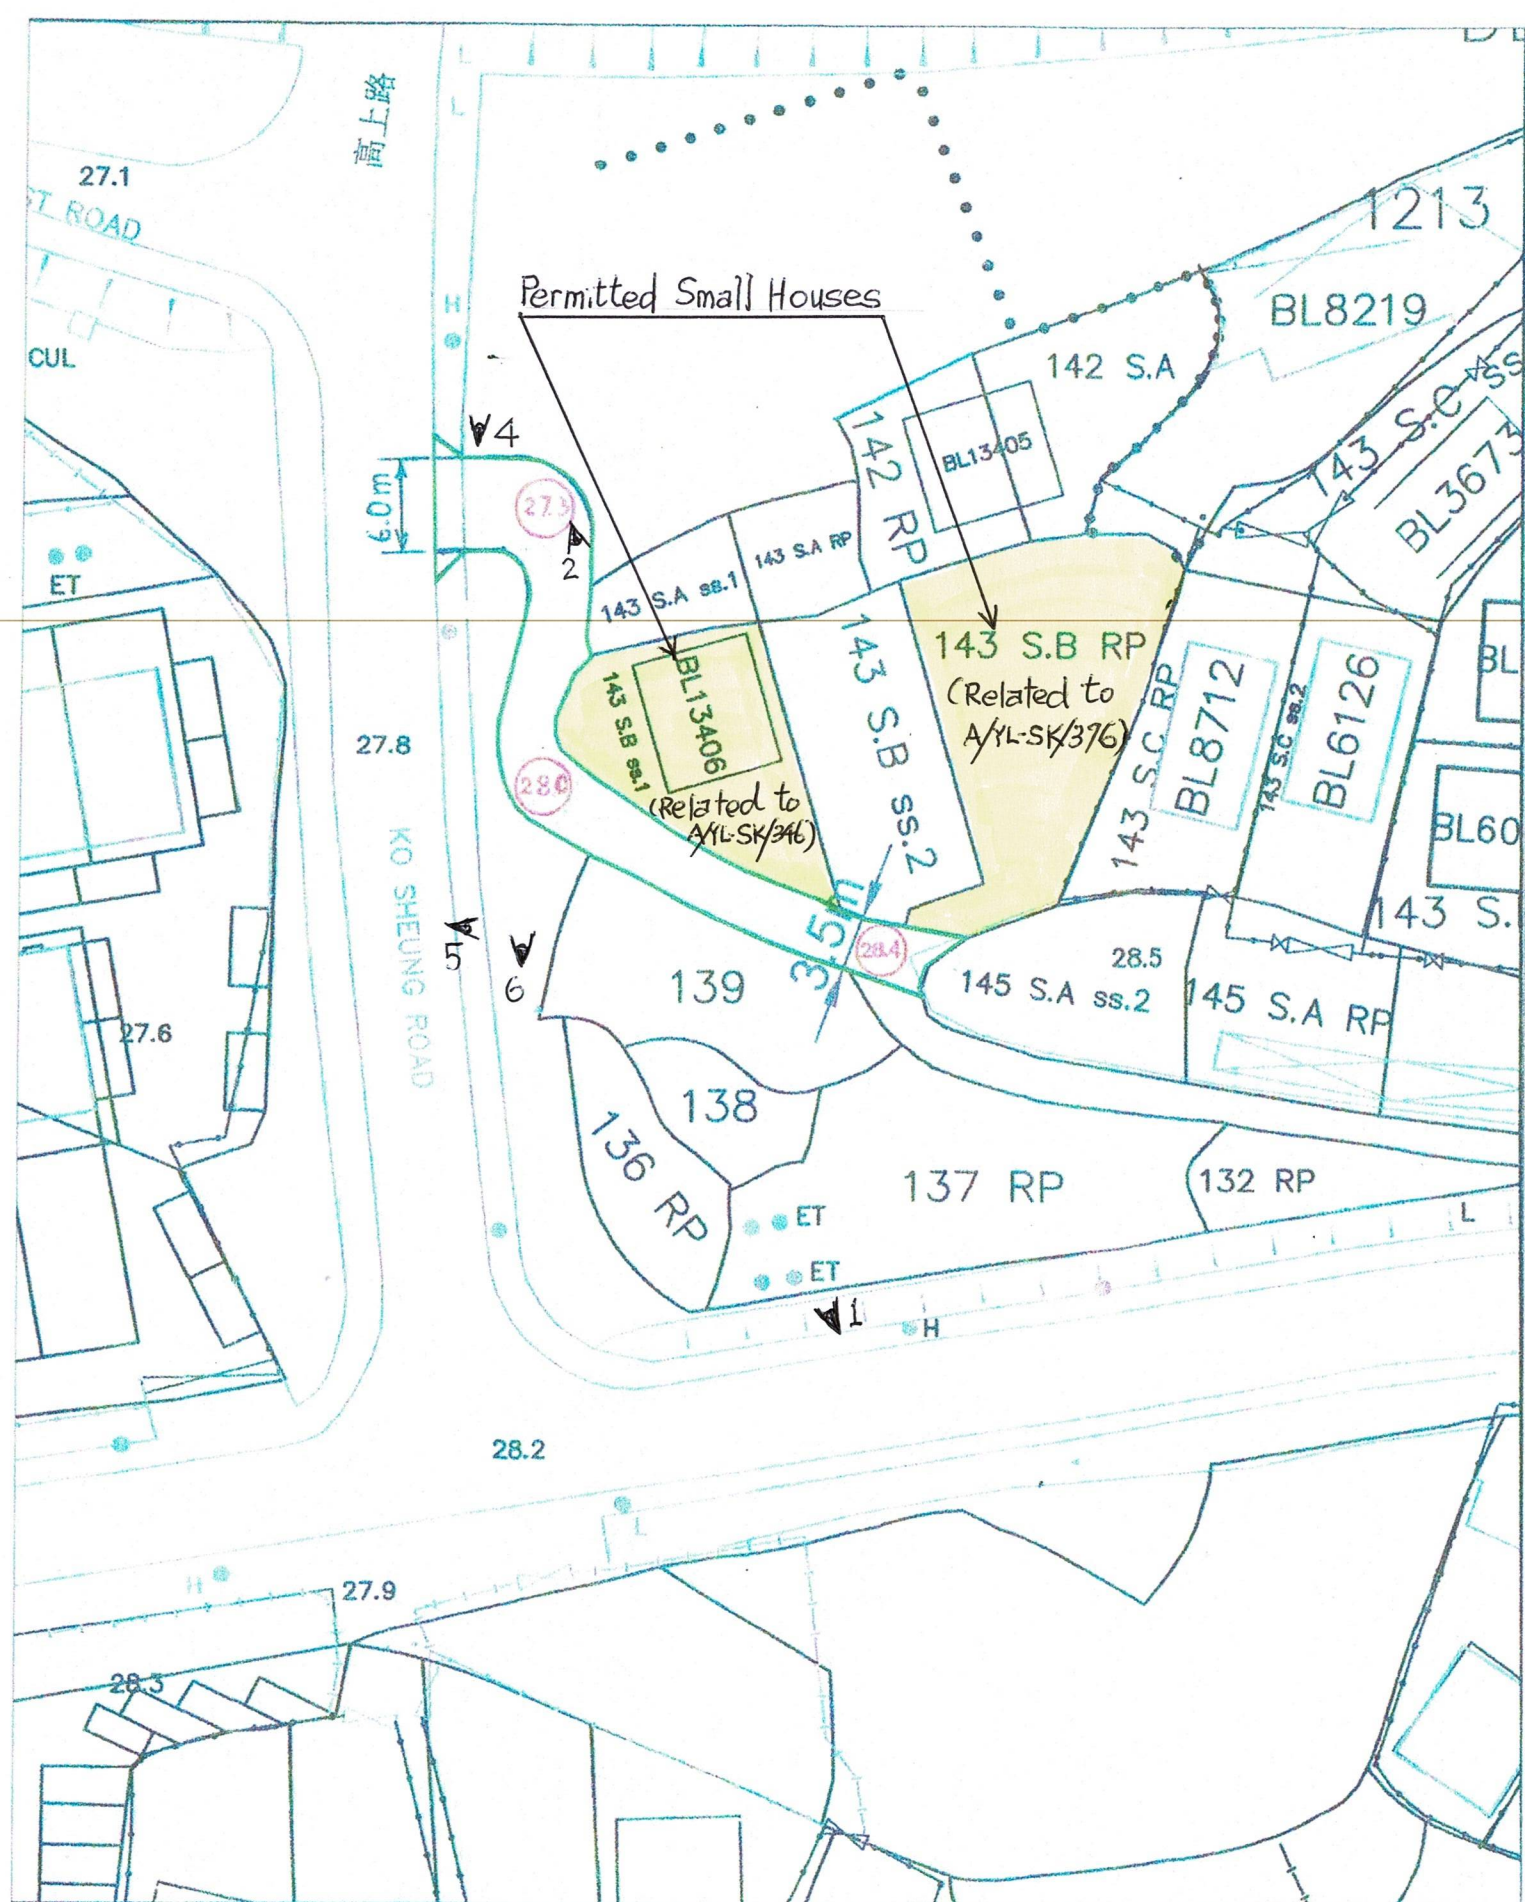 高上路
L
L
27.1
ST ROAD
1213
H
Permitted Small Houses
BL8219
CUL
142 S.A
143 S.C ss
4
142 RP
BL13405
BL3673
6.0m
27.5
2
ET
143 S.A ss.1
143 S.A RP
143 S.B RP
(Related to
A/YL-SK/376)
143 S.B ss.1
BL13406
(Related to
A/YL-SK/346)
143 S.B ss.2
143 S.C RP
BL8712
143 S.C ss.2
BL6126
BL
27.8
28.0
BL60
KO SHEUNG ROAD
143 S.
5
6
3.5m
28.4
28.5
139
145 S.A ss.2
145 S.A RP
27.6
138
136 RP
137 RP
132 RP
ET
L
ET
1
H
28.2
L
H
27.9
28.3